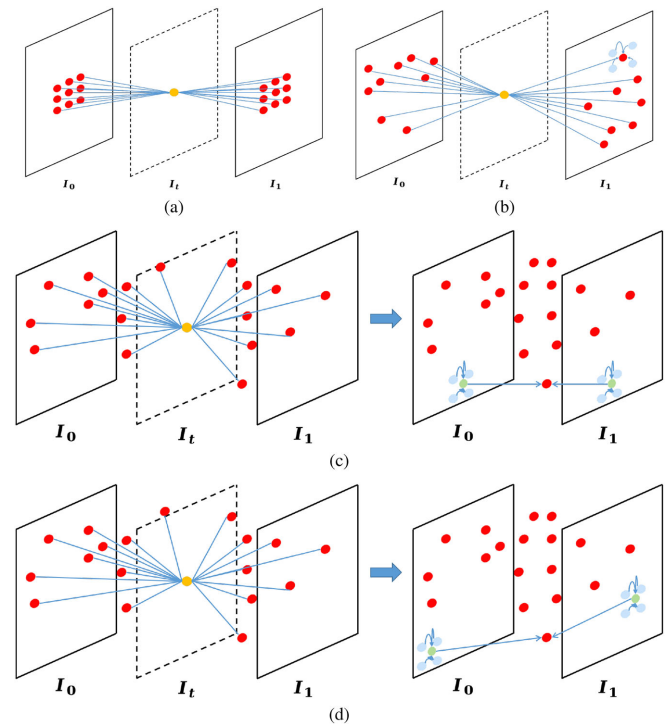 I₀ Iₜ I₁
(a)
I₀ Iₜ I₁
(b)
I₀ Iₜ I₁ I₀ I₁
(c)
I₀ Iₜ I₁ I₀ I₁
(d)